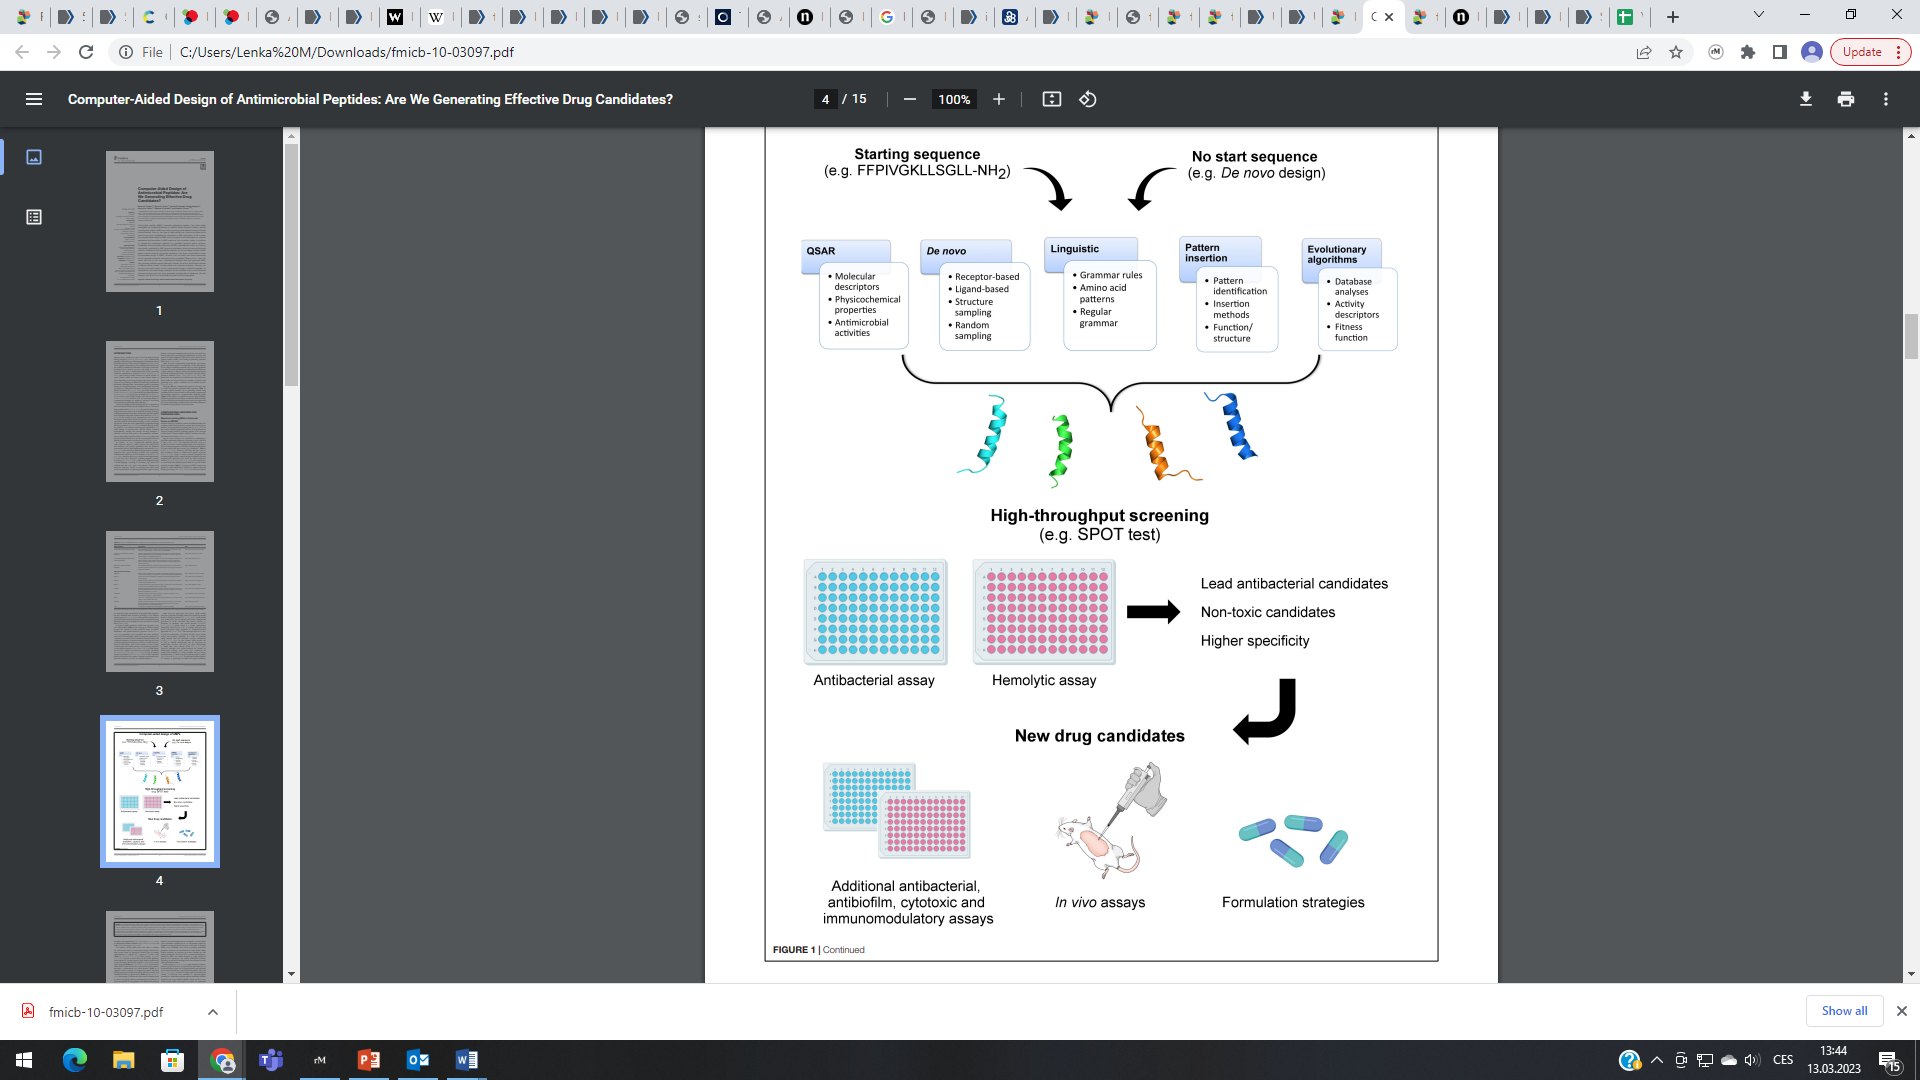 File
C:/Users/Lenka%20M/Downloads/fmicb-10-03097.pdf
Update
Computer-Aided Design of Antimicrobial Peptides: Are We Generating Effective Drug Candidates?
4 / 15
100%
1
2
3
4
Starting sequence
(e.g. FFPIVGKLLSGLL-NH2)
No start sequence
(e.g. De novo design)
QSAR
• Molecular
descriptors
• Physicochemical
properties
• Antimicrobial
activities
De novo
• Receptor-based
• Ligand-based
• Structure
sampling
• Random
sampling
Linguistic
• Grammar rules
• Amino acid
patterns
• Regular
grammar
Pattern
insertion
• Pattern
identification
• Insertion
methods
• Function/
structure
Evolutionary
algorithms
• Database
analyses
• Activity
descriptors
• Fitness
function
High-throughput screening
(e.g. SPOT test)
Antibacterial assay
Hemolytic assay
Lead antibacterial candidates
Non-toxic candidates
Higher specificity
New drug candidates
Additional antibacterial,
antibiofilm, cytotoxic and
immunomodulatory assays
In vivo assays
Formulation strategies
FIGURE 1 | Continued
fmicb-10-03097.pdf
Show all
rM
CES
13:44
13.03.2023
15